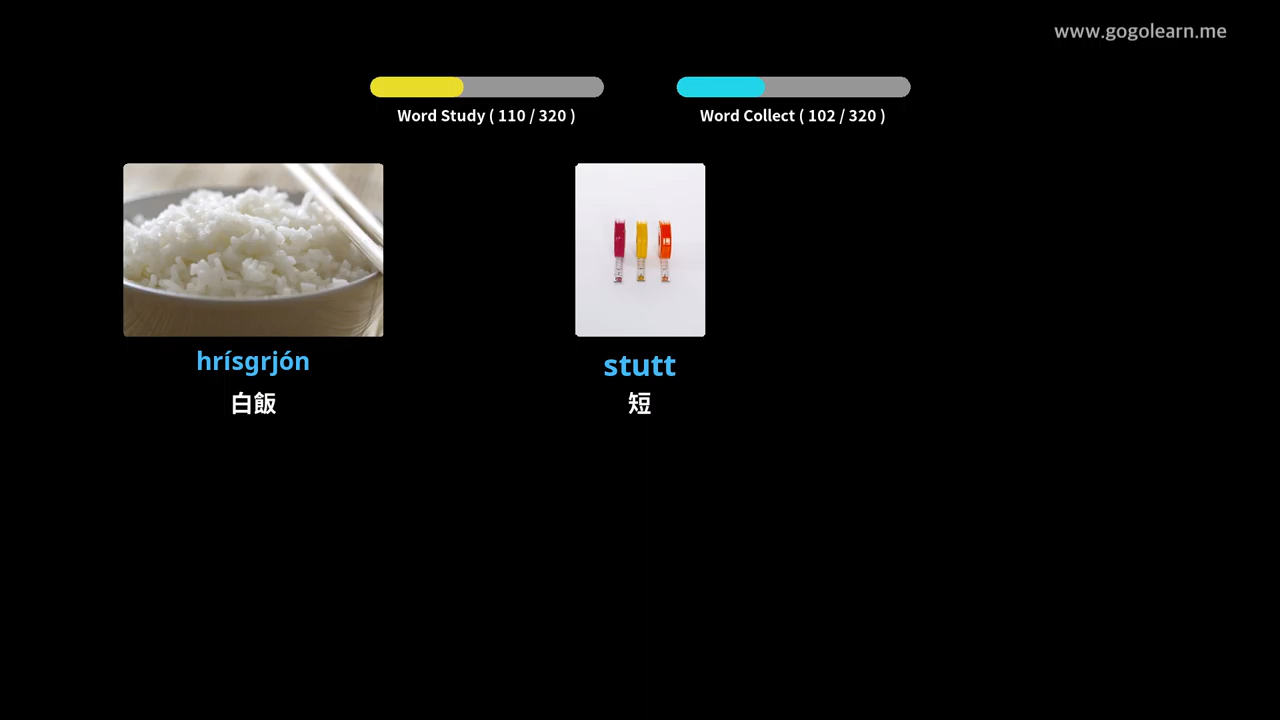 www.gogolearn.me
Word Study ( 110 / 320 )
Word Collect ( 102 / 320 )
hrísgrjón
白飯
stutt
短